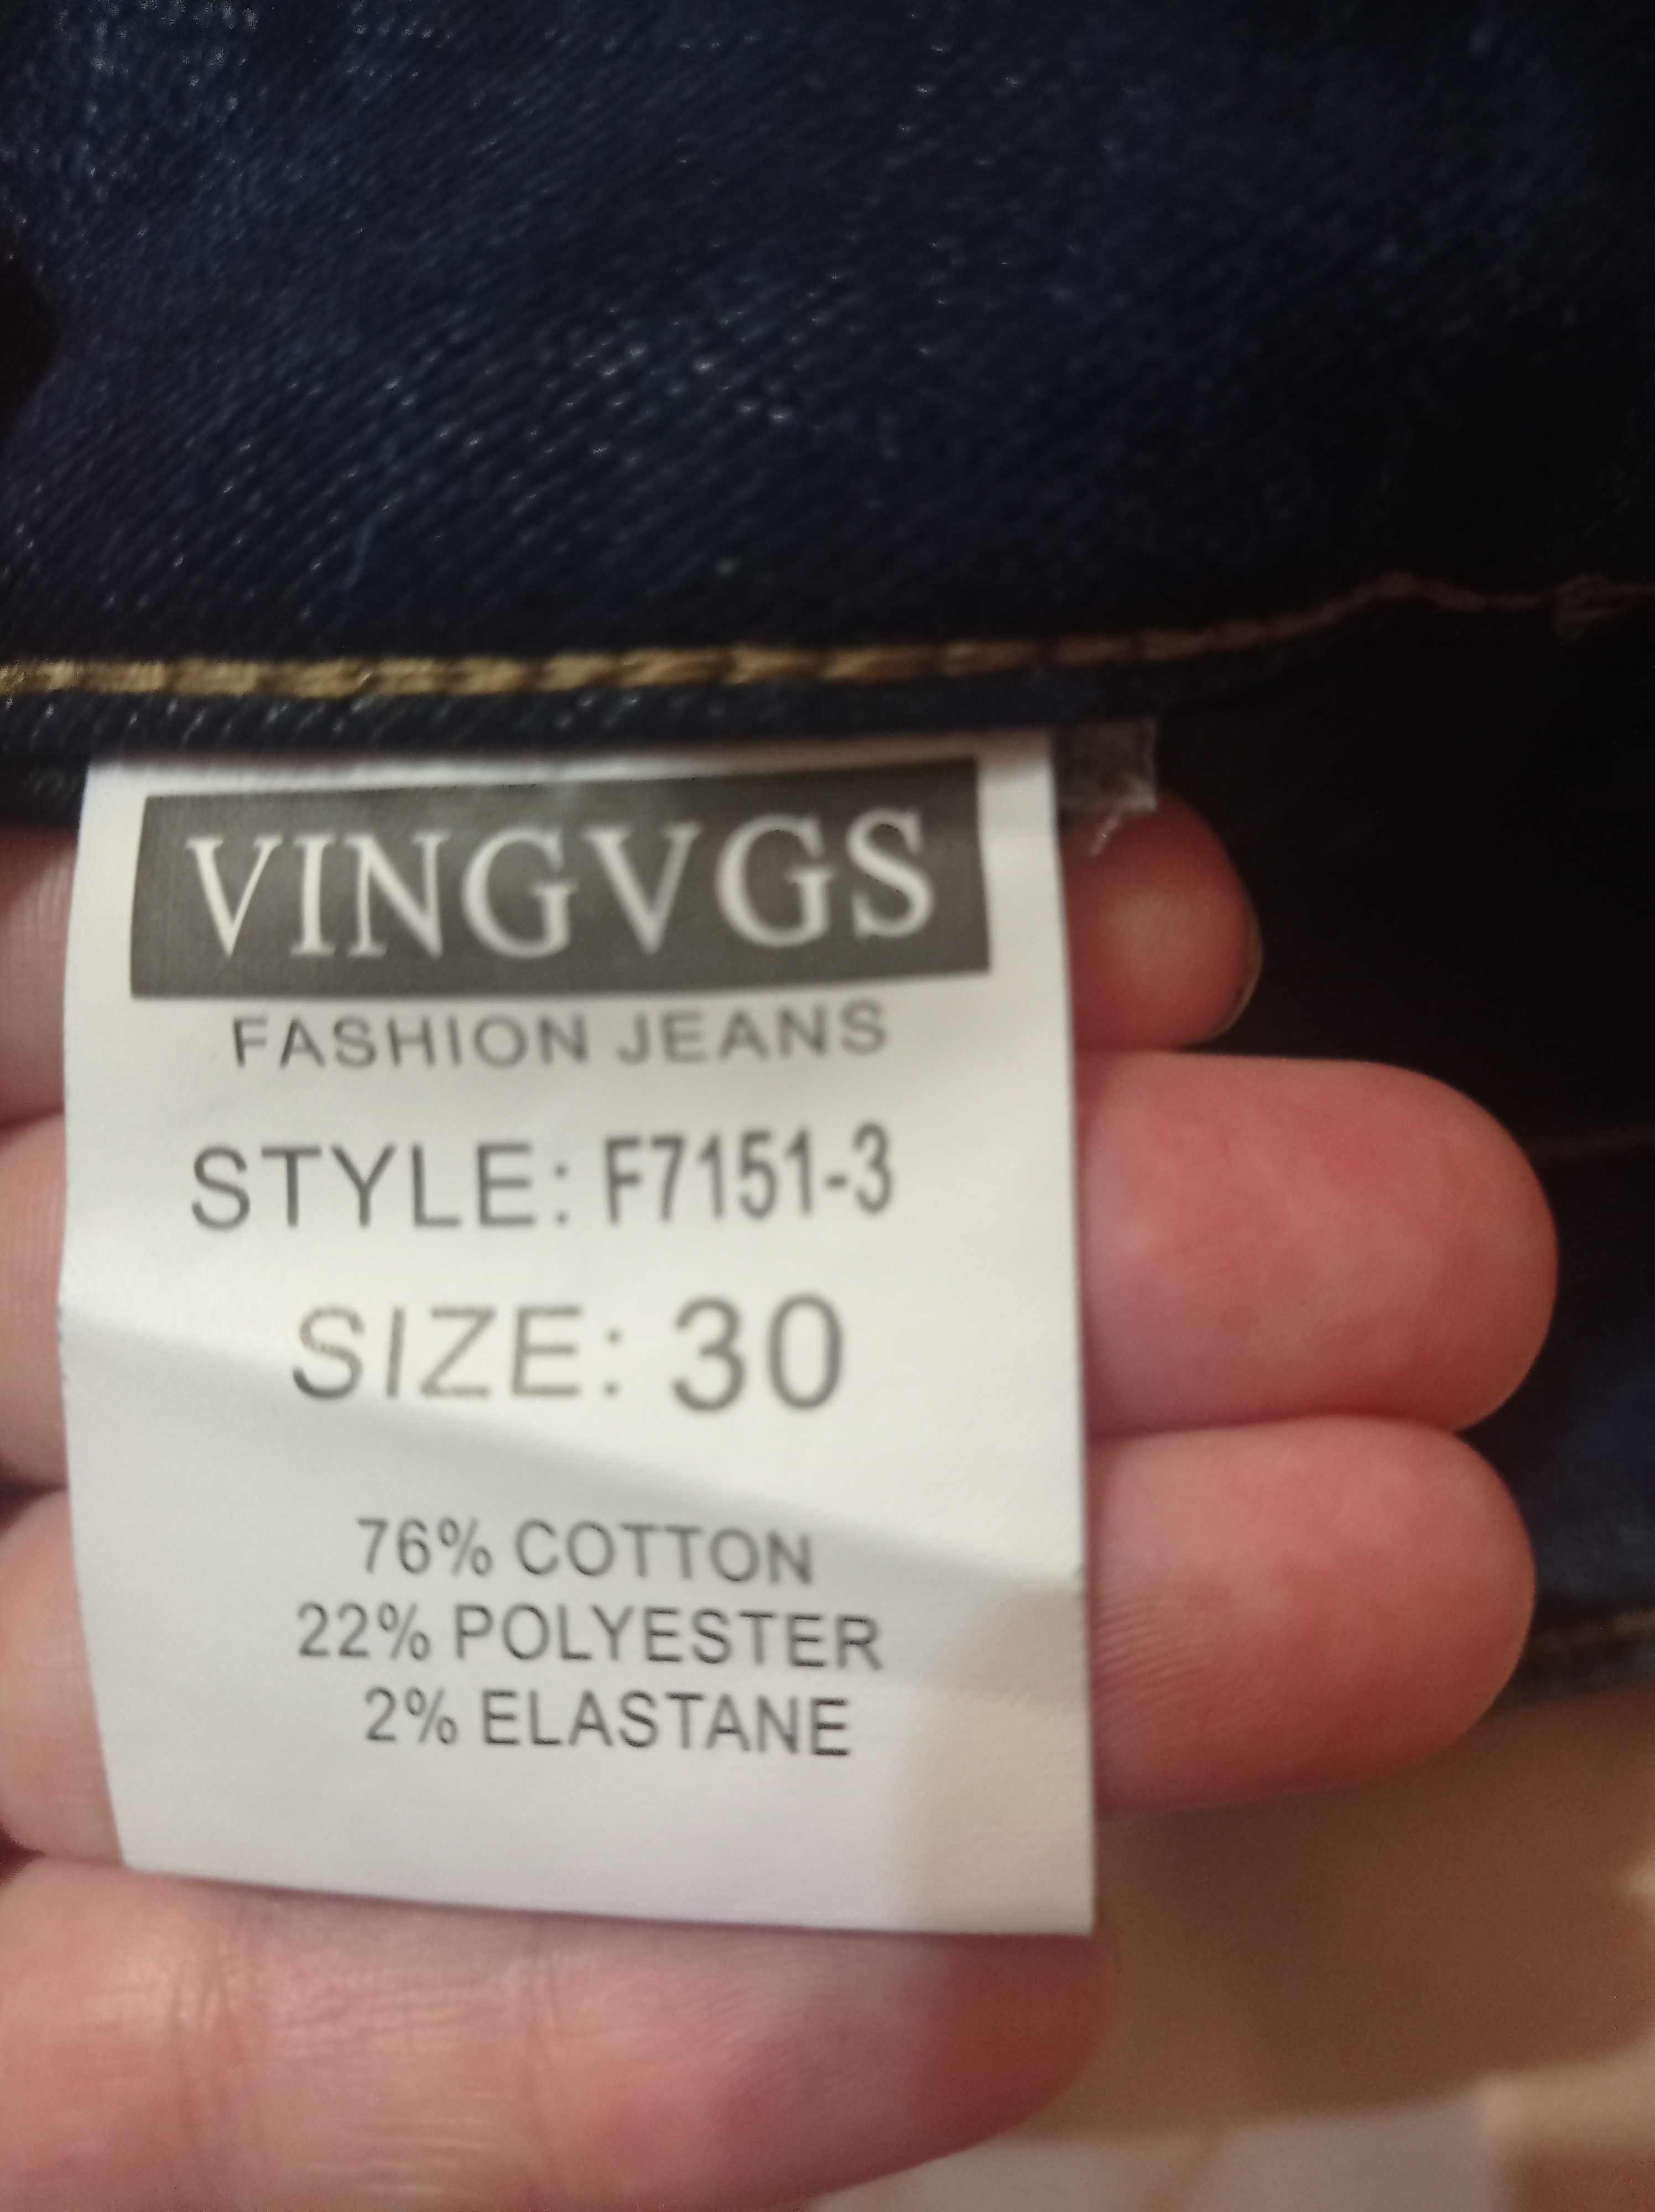 VINGVGS
FASHION JEANS
STYLE: F7151-3
SIZE: 30
76% COTTON
22% POLYESTER
2% ELASTANE